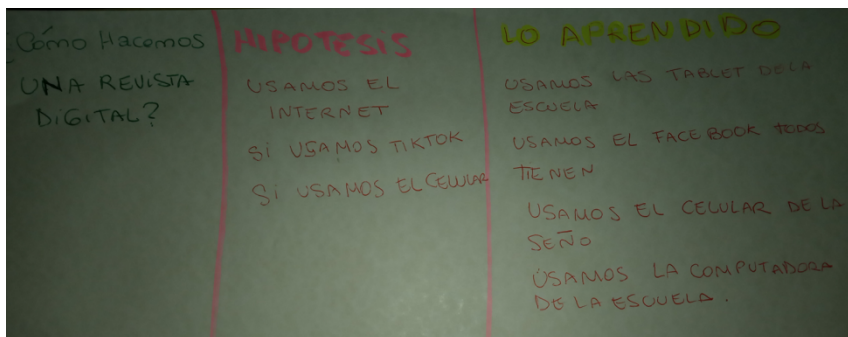 ¿Cómo Hacemos
UNA REVISTA
DIGITAL?
HIPOTESIS
USAMOS EL
INTERNET
SI USAMOS TIKTOK
SI USAMOS EL CELULAR
LO APRENDIDO
USAMOS LAS TABLET DE LA
ESCUELA
USAMOS EL FACEBOOK TODOS
TIENEN
USAMOS EL CELULAR DE LA
SEÑO
USAMOS LA COMPUTADORA
DE LA ESCUELA.